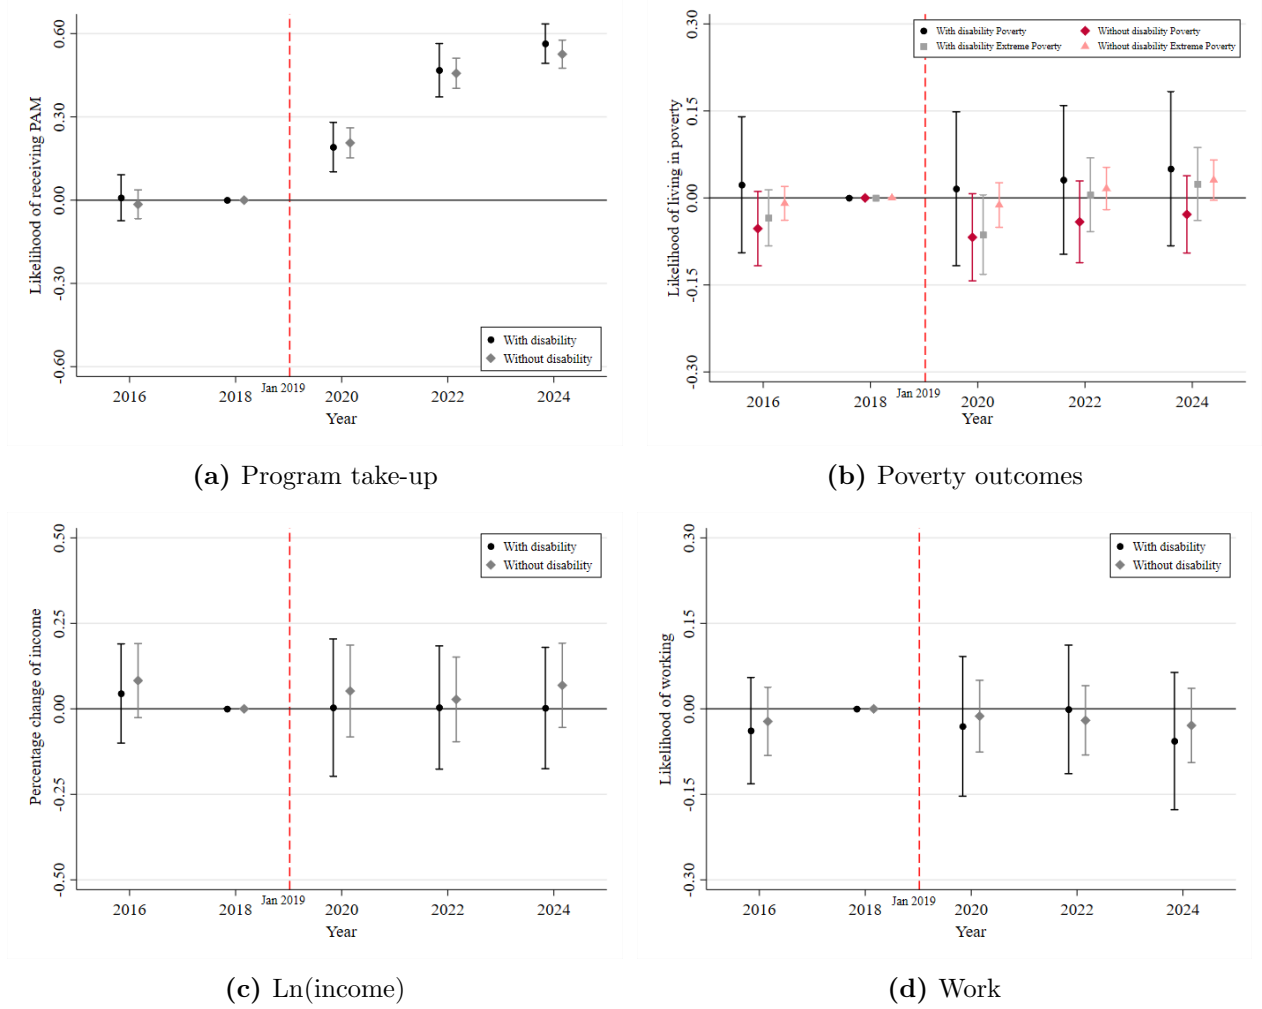 Likelihood of receiving PAM
0.60
0.30
0.00
-0.30
-0.60
With disability
Without disability
Jan 2019
2016 2018 2020 2022 2024
Year
(a) Program take-up
Likelihood of living in poverty
0.30
0.15
0.00
-0.15
-0.30
With disability Poverty Without disability Poverty
With disability Extreme Poverty Without disability Extreme Poverty
Jan 2019
2016 2018 2020 2022 2024
Year
(b) Poverty outcomes
Percentage change of income
0.50
0.25
0.00
-0.25
-0.50
With disability
Without disability
Jan 2019
2016 2018 2020 2022 2024
Year
(c) Ln(income)
Likelihood of working
0.30
0.15
0.00
-0.15
-0.30
With disability
Without disability
Jan 2019
2016 2018 2020 2022 2024
Year
(d) Work